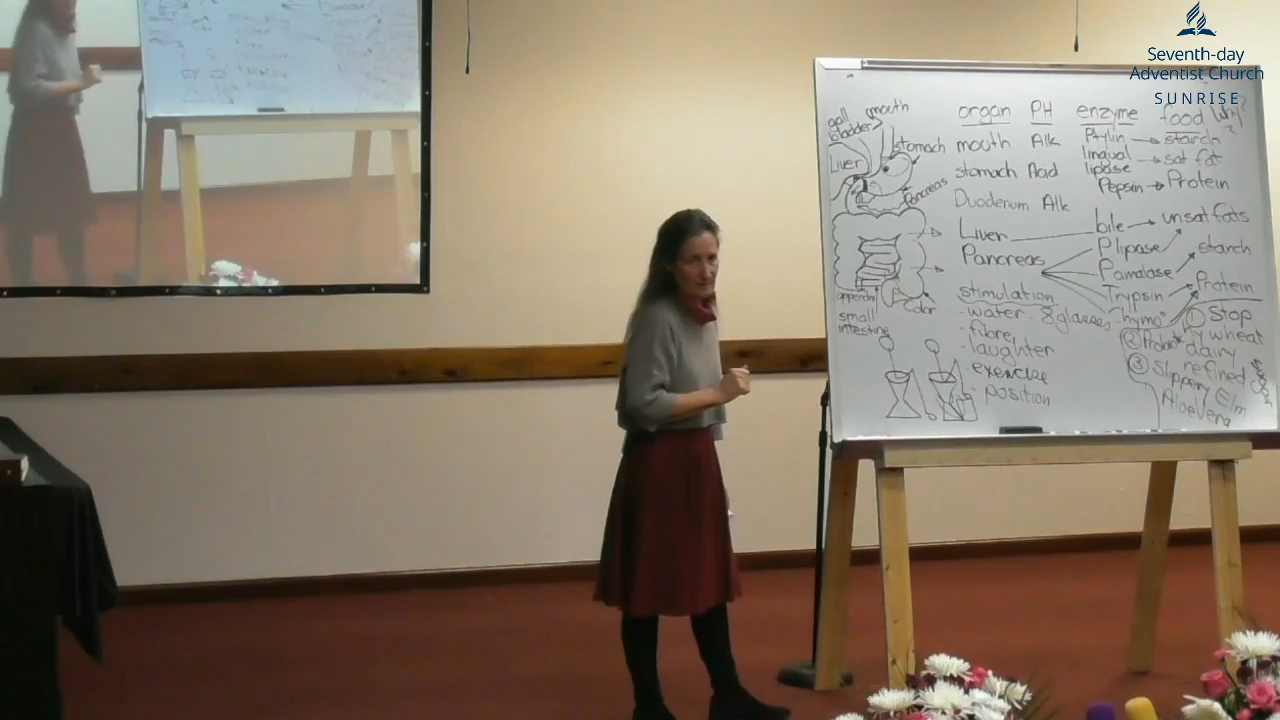 Seventh-day
Adventist Church
SUNRISE
gall
bladder
mouth
stomach
Liver
Pancreas
appendix
small
intestine
colon
organ PH enzyme food Why?
mouth Alk Ptylin starch
lingual
lipase sat fat
stomach Acid Pepsin Protein
Duodenum Alk
Liver bile unsat fats
Pancreas P lipase
P amalase starch
Trypsin Protein
stimulation
- water - 8 glasses
- fibre
- laughter
- exercise
- position
① Stop
wheat
dairy
refined
sugar
②
③ Slippery Elm
Aloe Vera